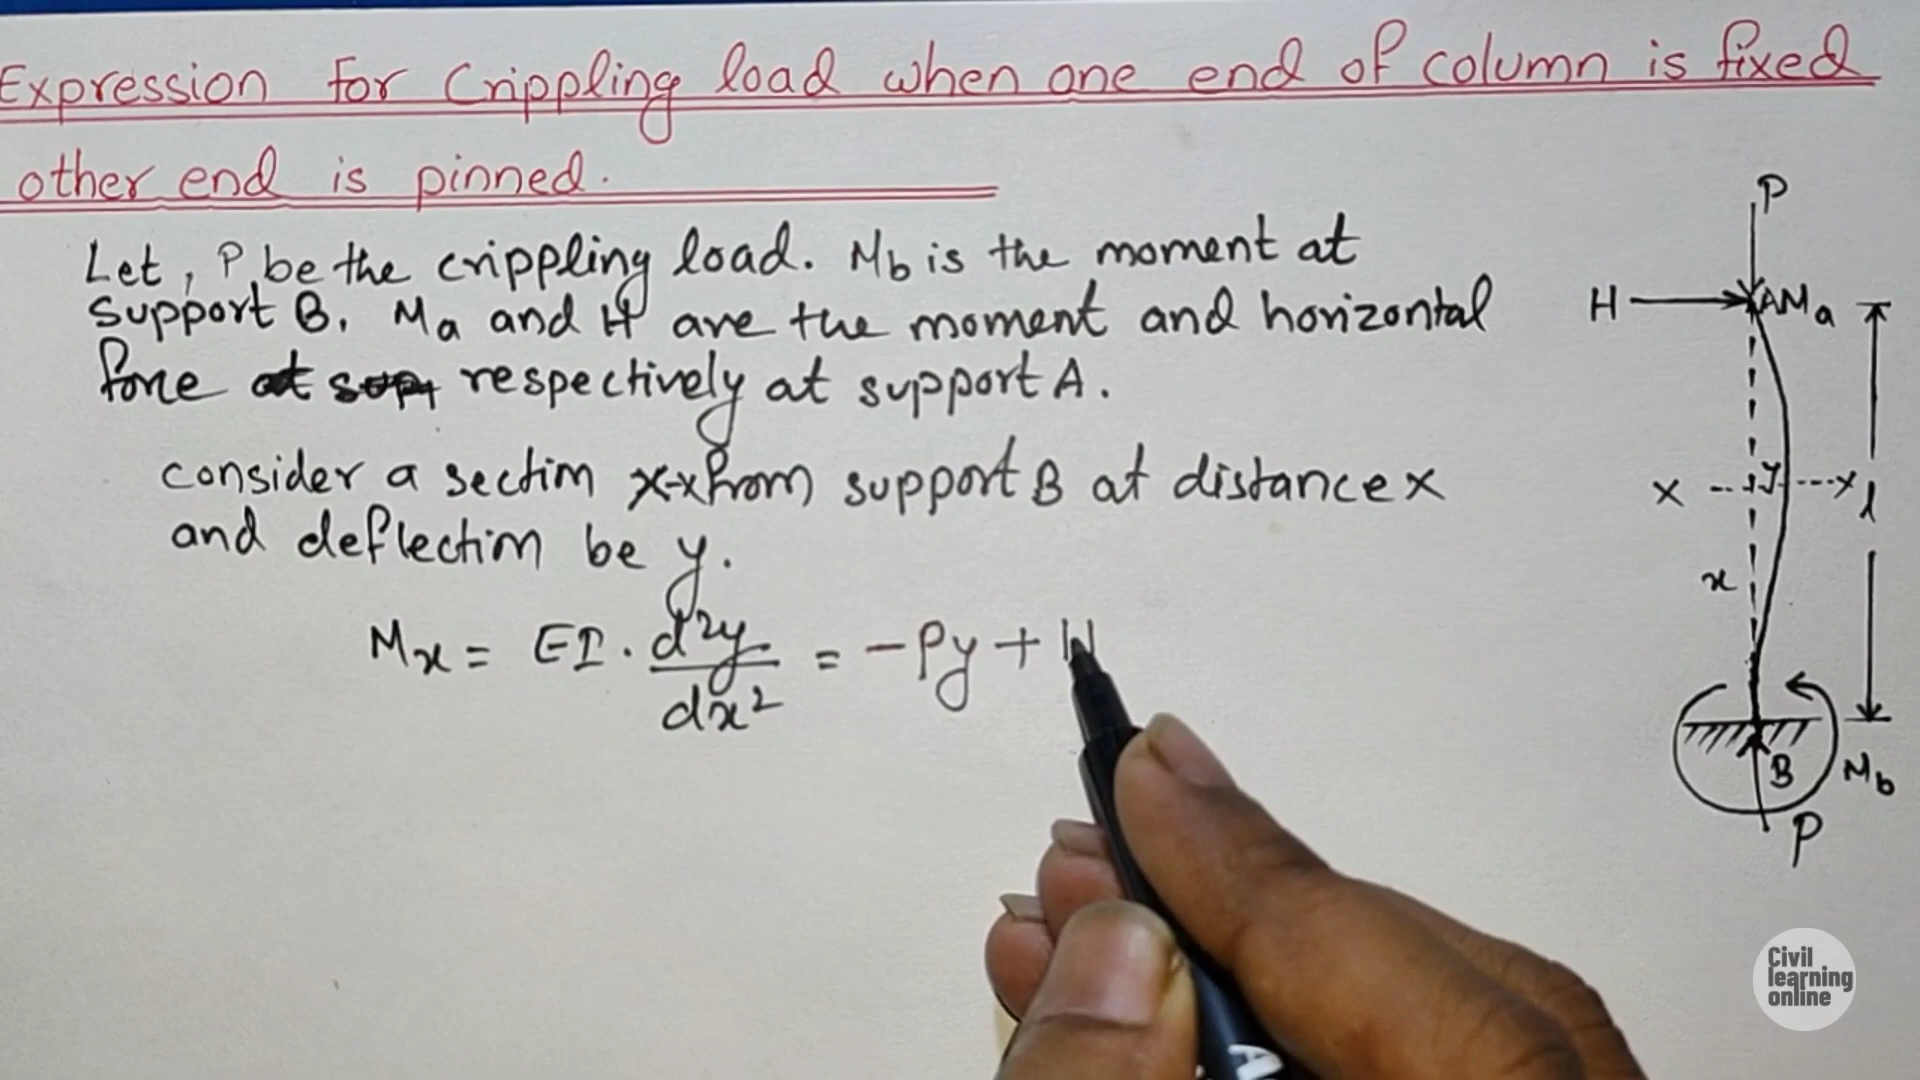 Expression for Crippling load when one end of column is fixed
other end is pinned.
Let, P be the crippling load. Mb is the moment at
support B. Ma and H are the moment and horizontal
force at respectively at support A.
consider a section X-X from support B at distance x
and deflection be y.
Mx = EI . d²y/dx² = -Py + H
P
H
AMa
X
y
X
l
x
B
Mb
P
Civil
learning
online